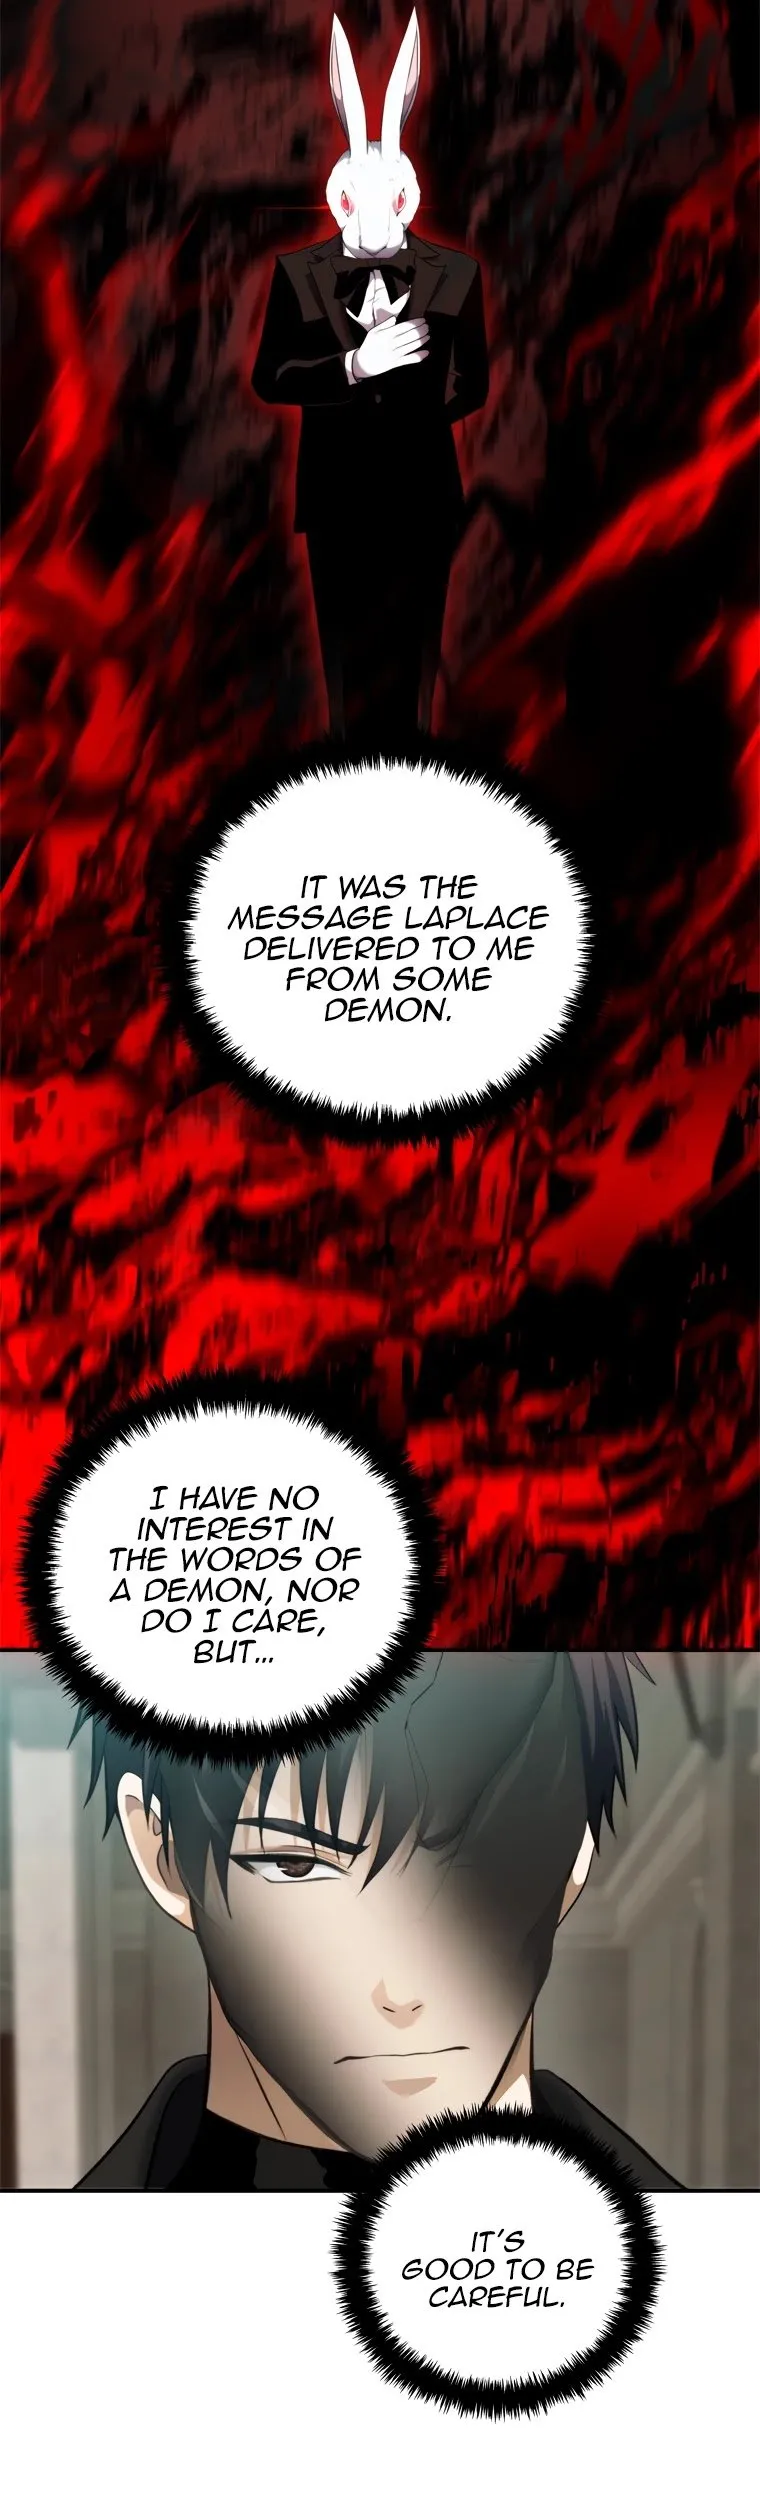 IT WAS THE
MESSAGE LAPLACE
DELIVERED TO ME
FROM SOME
DEMON.
I HAVE NO
INTEREST IN
THE WORDS OF
A DEMON, NOR
DO I CARE,
BUT...
IT'S
GOOD TO BE
CAREFUL.